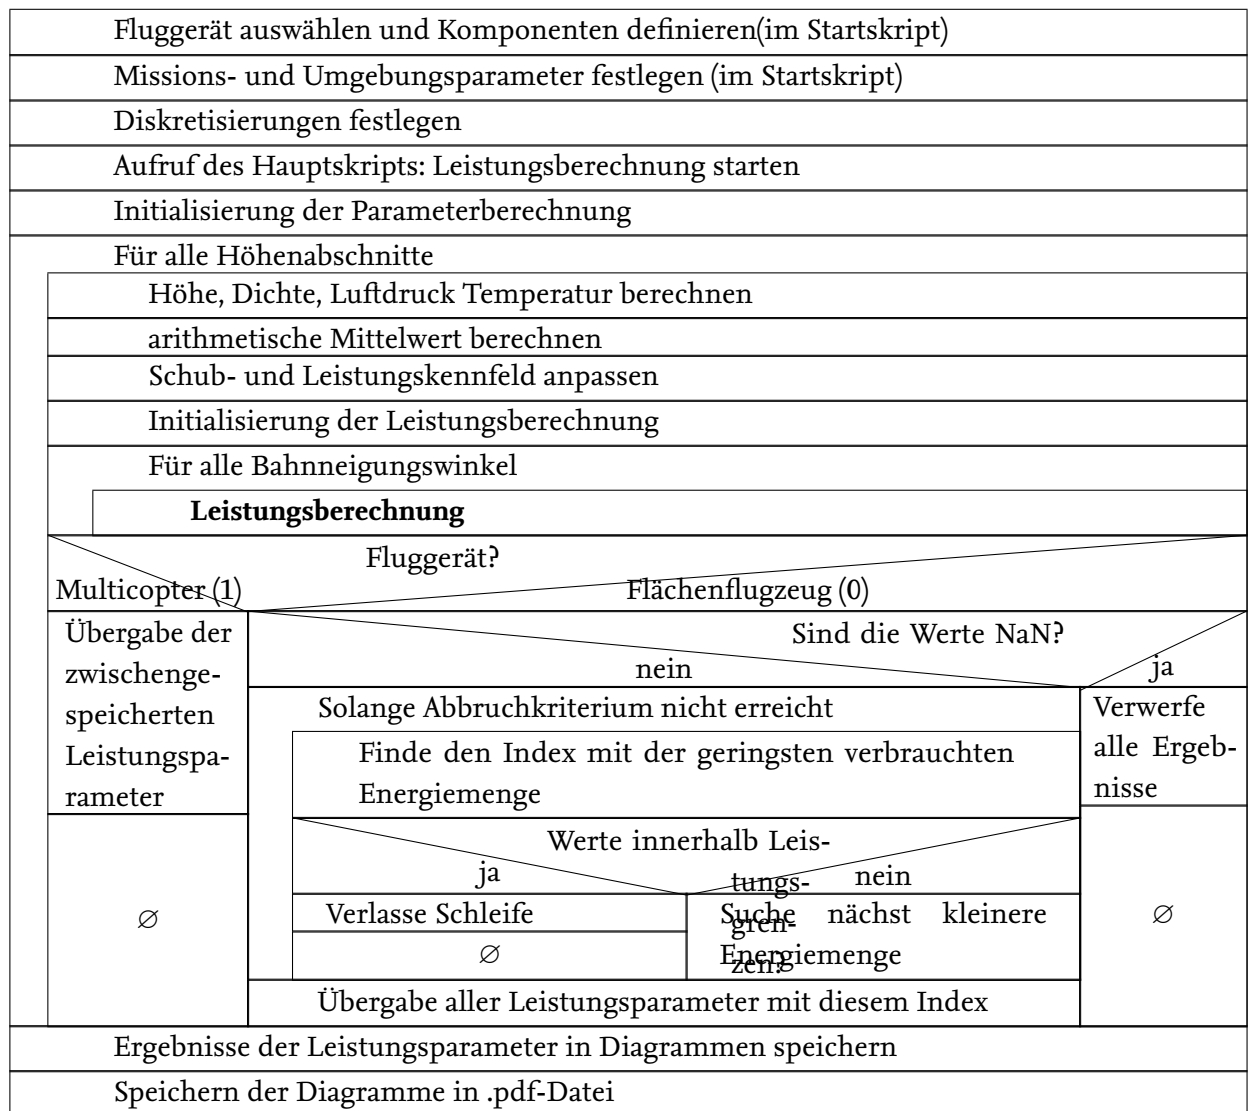 Fluggerät auswählen und Komponenten definieren(im Startskript)
Missions- und Umgebungsparameter festlegen (im Startskript)
Diskretisierungen festlegen
Aufruf des Hauptskripts: Leistungsberechnung starten
Initialisierung der Parameterberechnung
Für alle Höhenabschnitte
Höhe, Dichte, Luftdruck Temperatur berechnen
arithmetische Mittelwert berechnen
Schub- und Leistungskennfeld anpassen
Initialisierung der Leistungsberechnung
Für alle Bahnneigungswinkel
Leistungsberechnung
Fluggerät?
Multicopter (1)
Flächenflugzeug (0)
Übergabe der
zwischenge-
speicherten
Leistungspa-
rameter
∅
Sind die Werte NaN?
nein
ja
Solange Abbruchkriterium nicht erreicht
Finde den Index mit der geringsten verbrauchten
Energiemenge
Werte innerhalb Leis-
tungs-
gren-
zen?
ja
nein
Verlasse Schleife
∅
Suche nächst kleinere
Energiemenge
Übergabe aller Leistungsparameter mit diesem Index
Verwerfe
alle Ergeb-
nisse
∅
Ergebnisse der Leistungsparameter in Diagrammen speichern
Speichern der Diagramme in .pdf-Datei